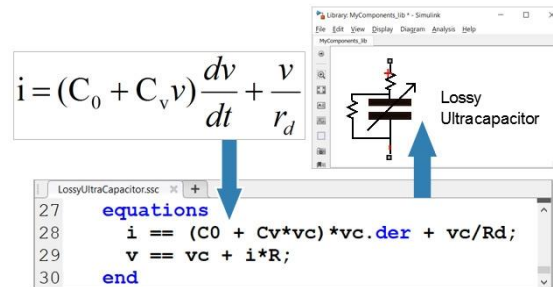 Library: MyComponents_lib * - Simulink
File Edit View Display Diagram Analysis Help
MyComponents_lib
i = (C₀ + Cᵥv) dv/dt + v/r_d
Lossy
Ultracapacitor
LossyUltraCapacitor.ssc × +
27 equations
28 i == (C0 + Cv*vc)*vc.der + vc/Rd;
29 v == vc + i*R;
30 end